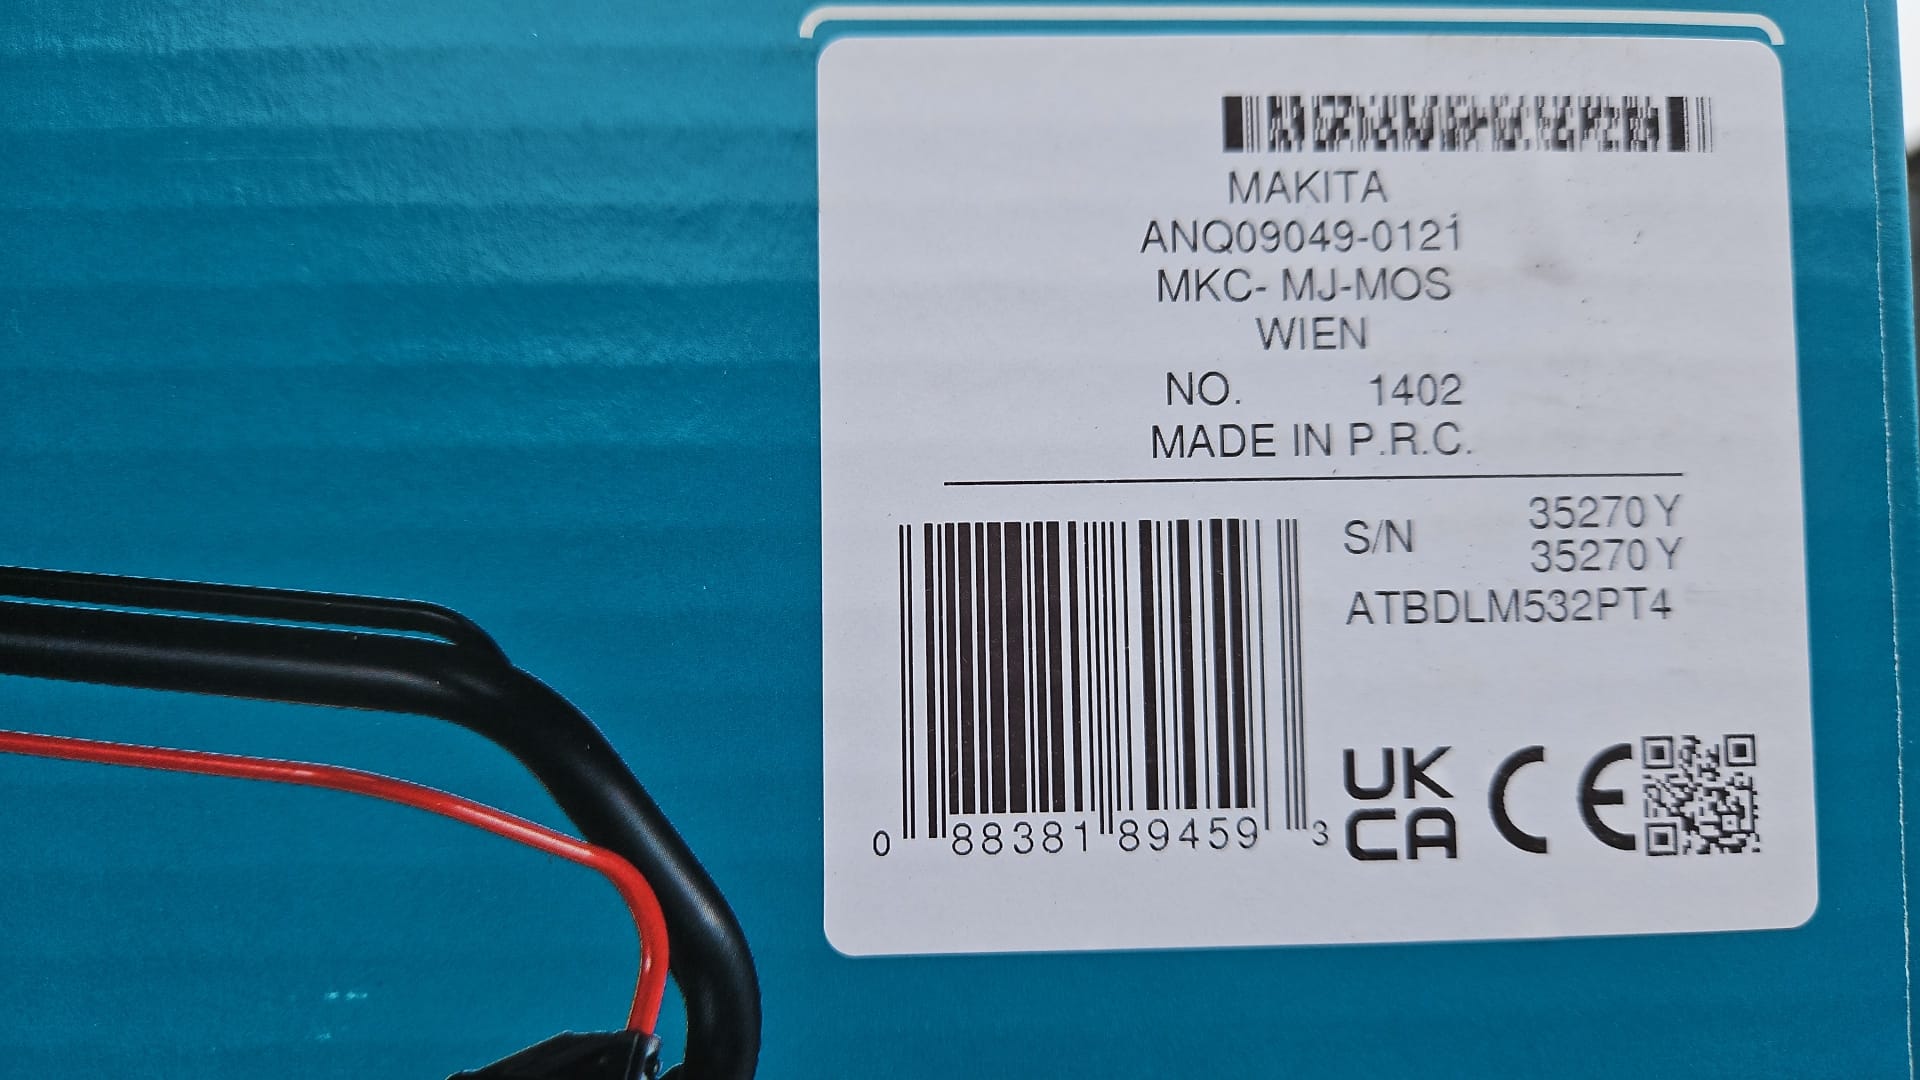 MAKITA
ANQ09049-0121
MKC- MJ-MOS
WIEN
NO. 1402
MADE IN P.R.C.
S/N 35270 Y
35270 Y
ATBDLM532PT4
0 88381 89459 3
UK
CA
CE